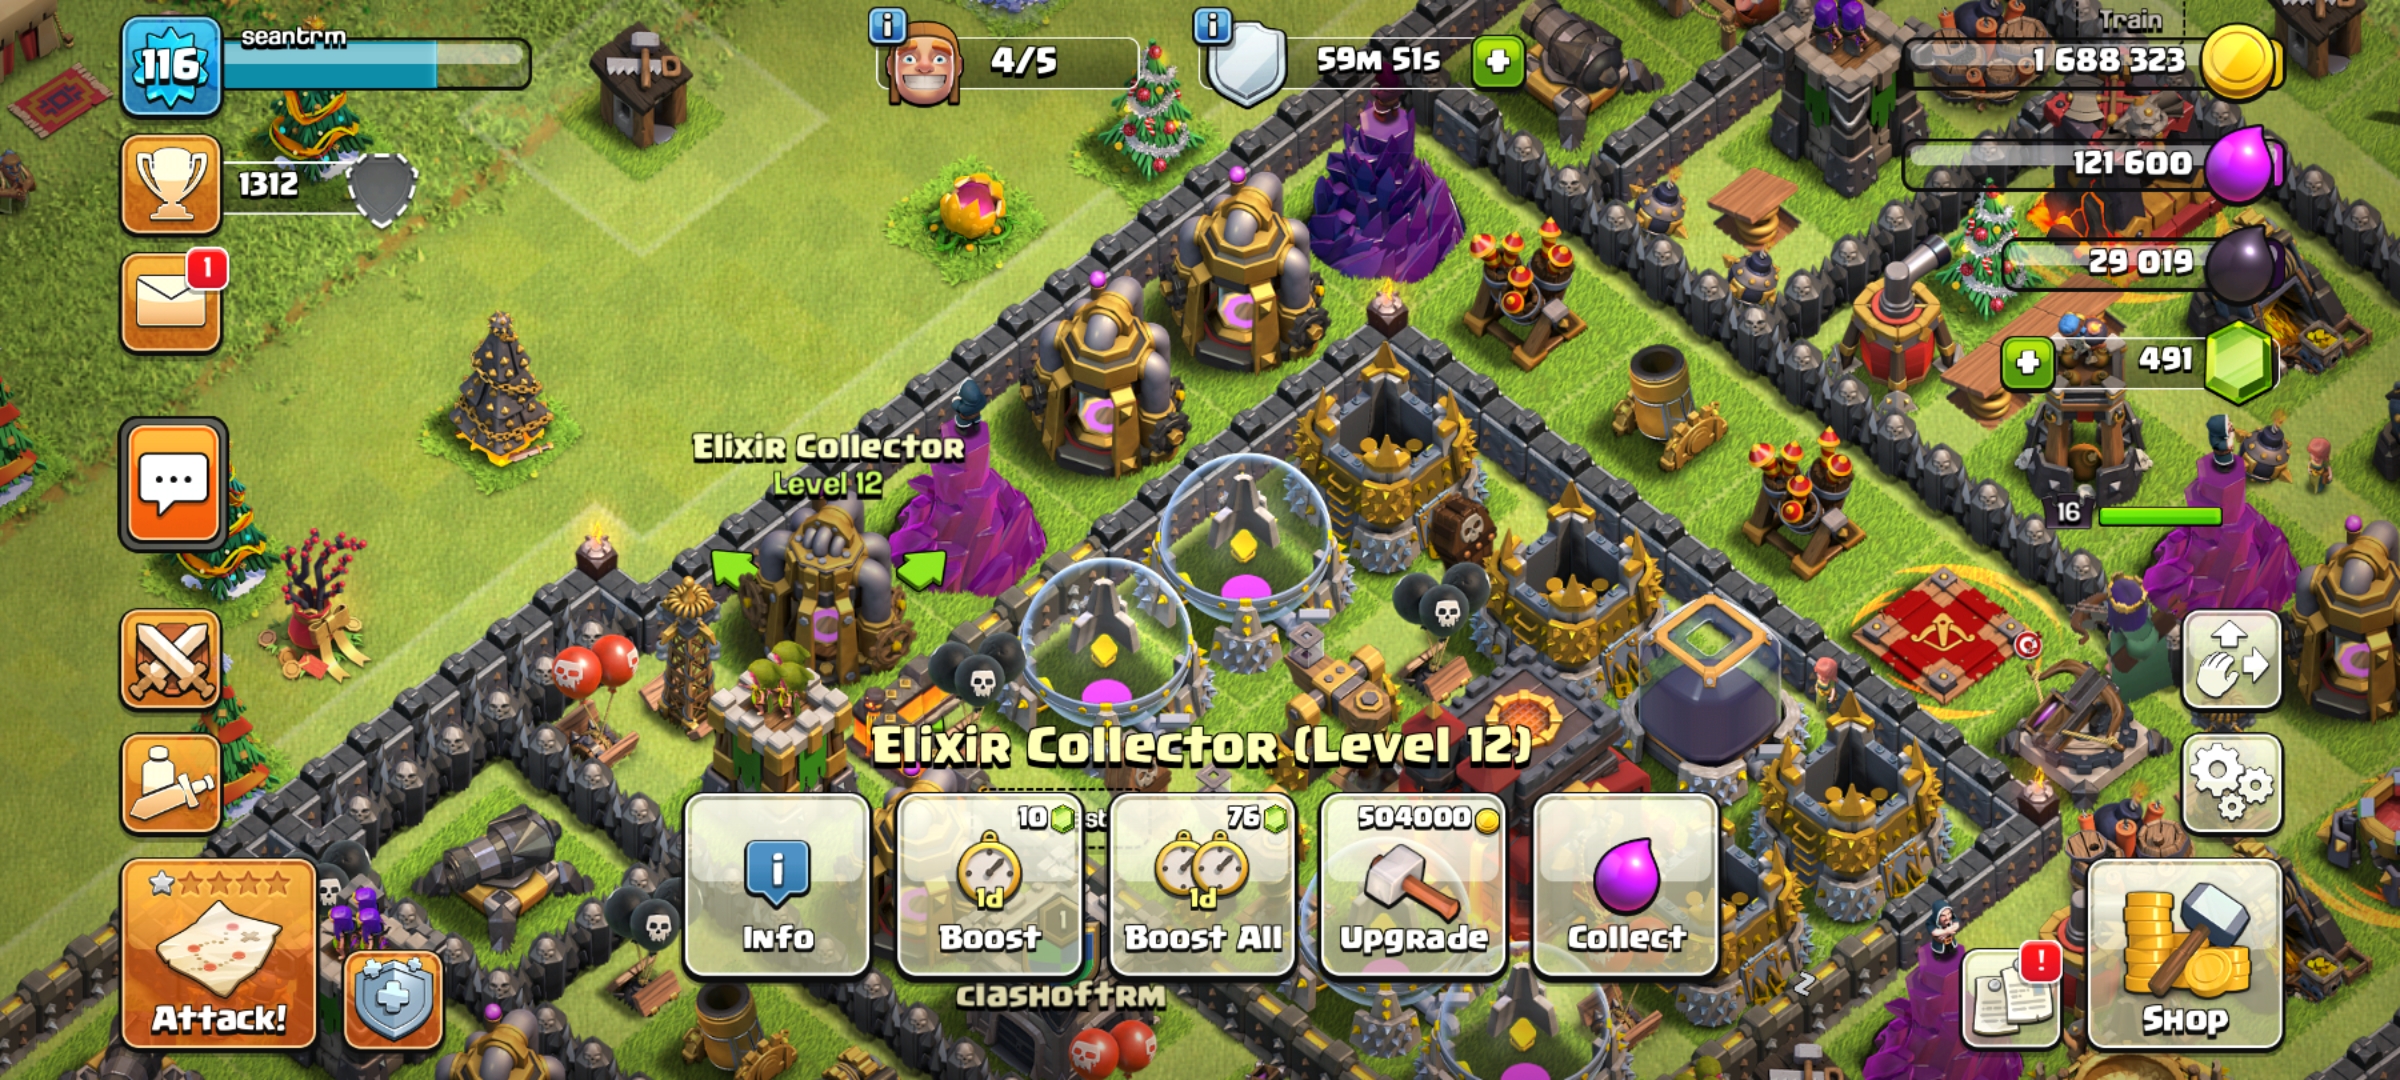 Train
116
seantrm
4/5
59M 51s
1 688 323
1312
121 600
1
29 019
491
Elixir Collector
Level 12
16
Elixir Collector (Level 12)
10
76
504000
1d
1d
Info
Boost
Boost All
Upgrade
Collect
1
clashoftrm
Attack!
z
!
Shop